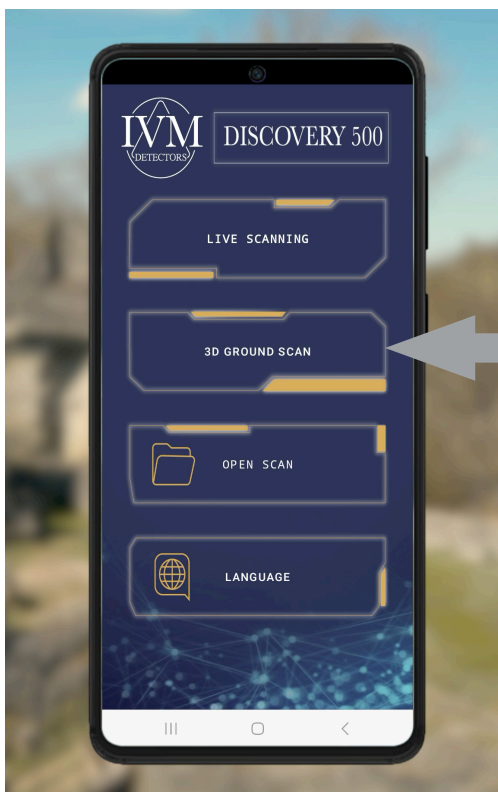 IVM
DETECTORS
DISCOVERY 500
LIVE SCANNING
3D GROUND SCAN
OPEN SCAN
LANGUAGE